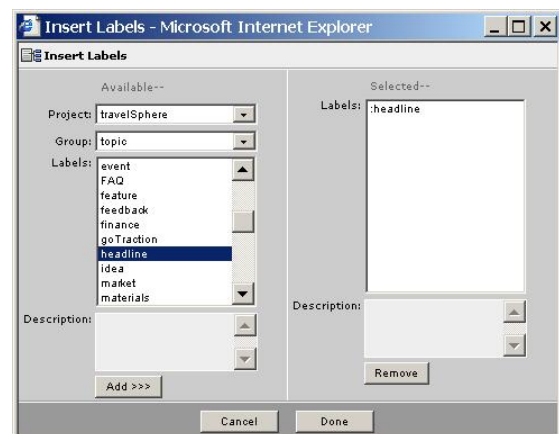 Insert Labels - Microsoft Internet Explorer
Insert Labels
Available--
Project: travelSphere
Group: topic
Labels:
event
FAQ
feature
feedback
finance
goTraction
headline
idea
market
materials
Description:
Add >>>
Selected--
Labels: :headline
Description:
Remove
Cancel Done